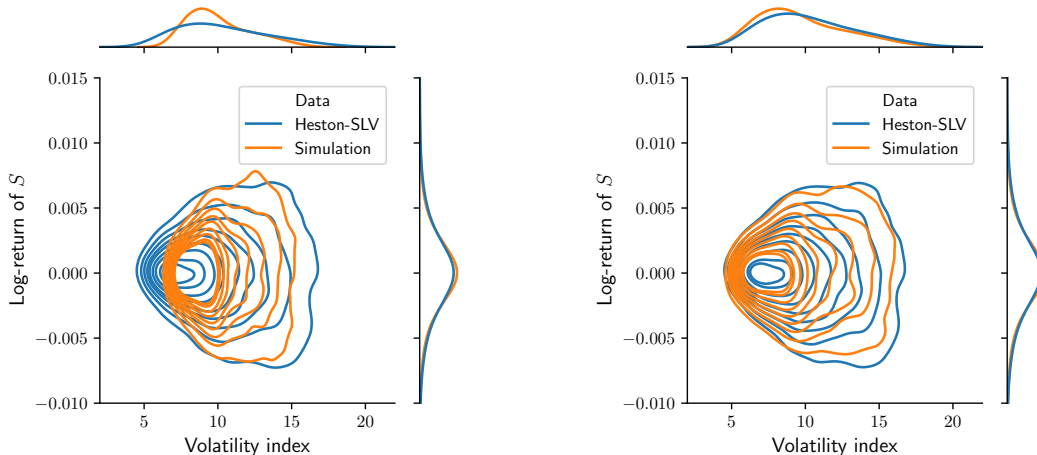 0.015
0.010
0.005
0.000
−0.005
−0.010
Log-return of S
5
10
15
20
Volatility index
Data
Heston-SLV
Simulation
0.015
0.010
0.005
0.000
−0.005
−0.010
Log-return of S
5
10
15
20
Volatility index
Data
Heston-SLV
Simulation